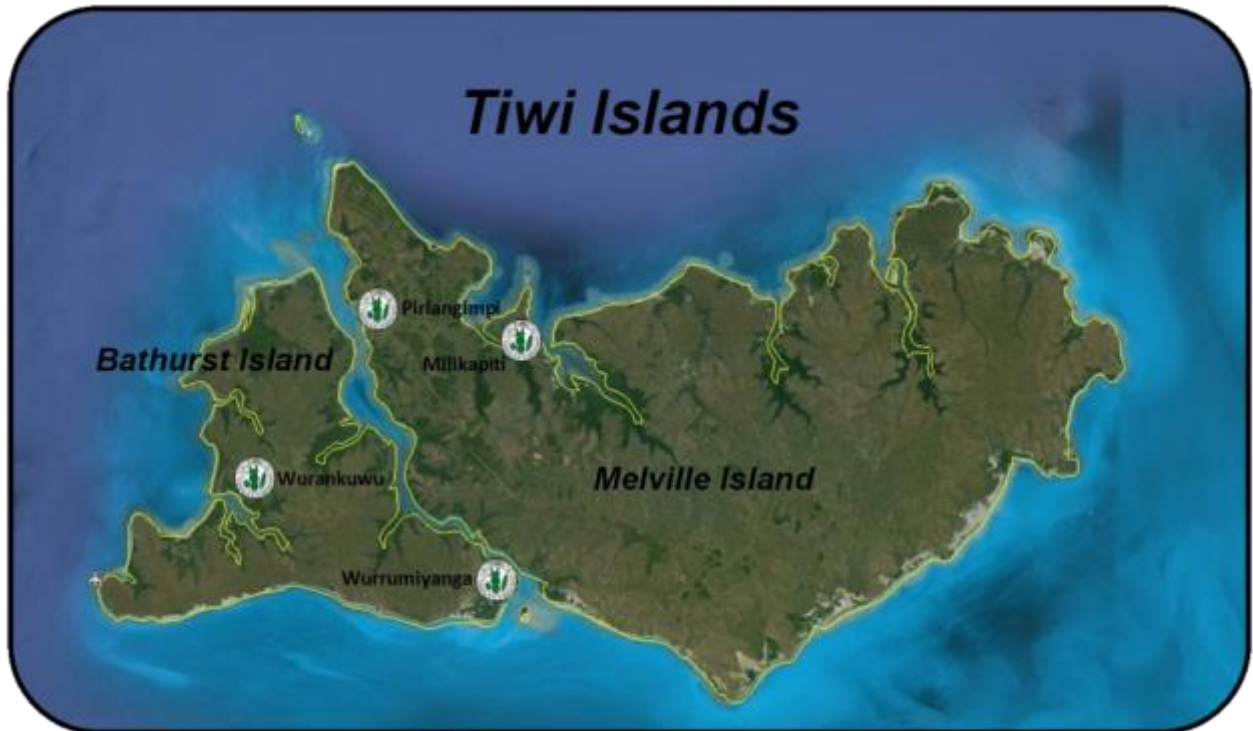 Tiwi Islands
Pirlangimpi
Bathurst Island
Milikapiti
Wurankuwu
Melville Island
Wurrumiyanga